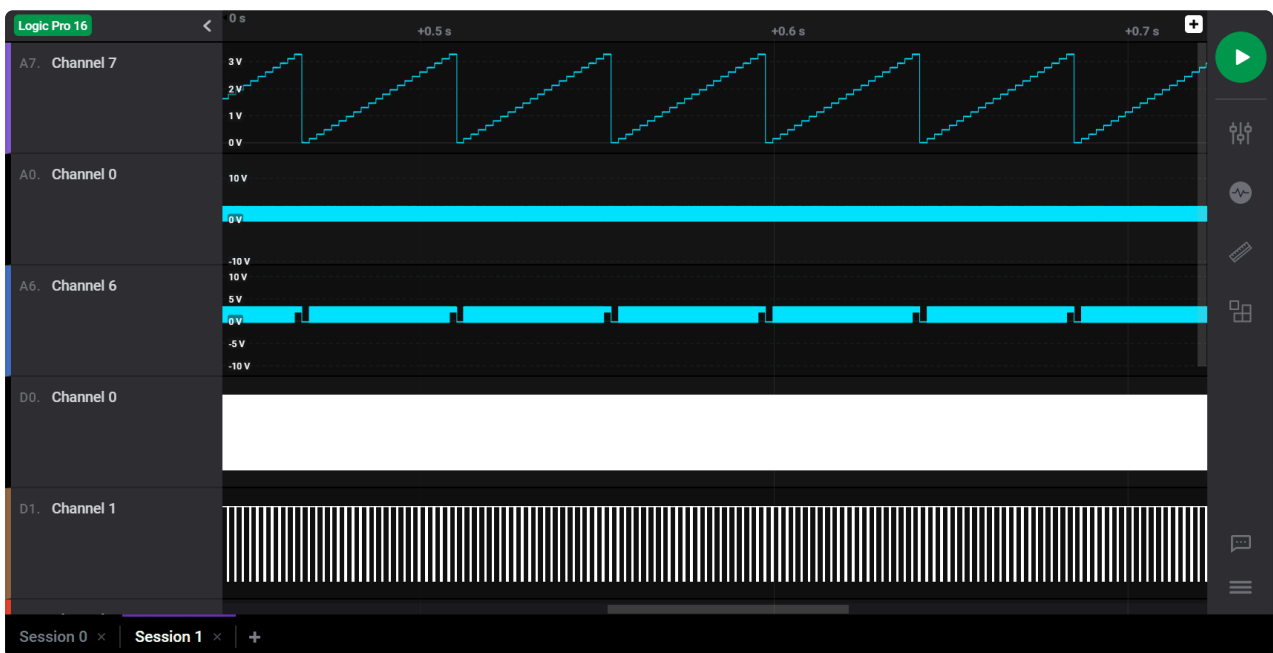 Logic Pro 16
0 s
+0.5 s
+0.6 s
+0.7 s
A7. Channel 7
3 V
2 V
1 V
0 V
A0. Channel 0
10 V
0 V
-10 V
A6. Channel 6
10 V
5 V
0 V
-5 V
-10 V
D0. Channel 0
D1. Channel 1
Session 0
Session 1